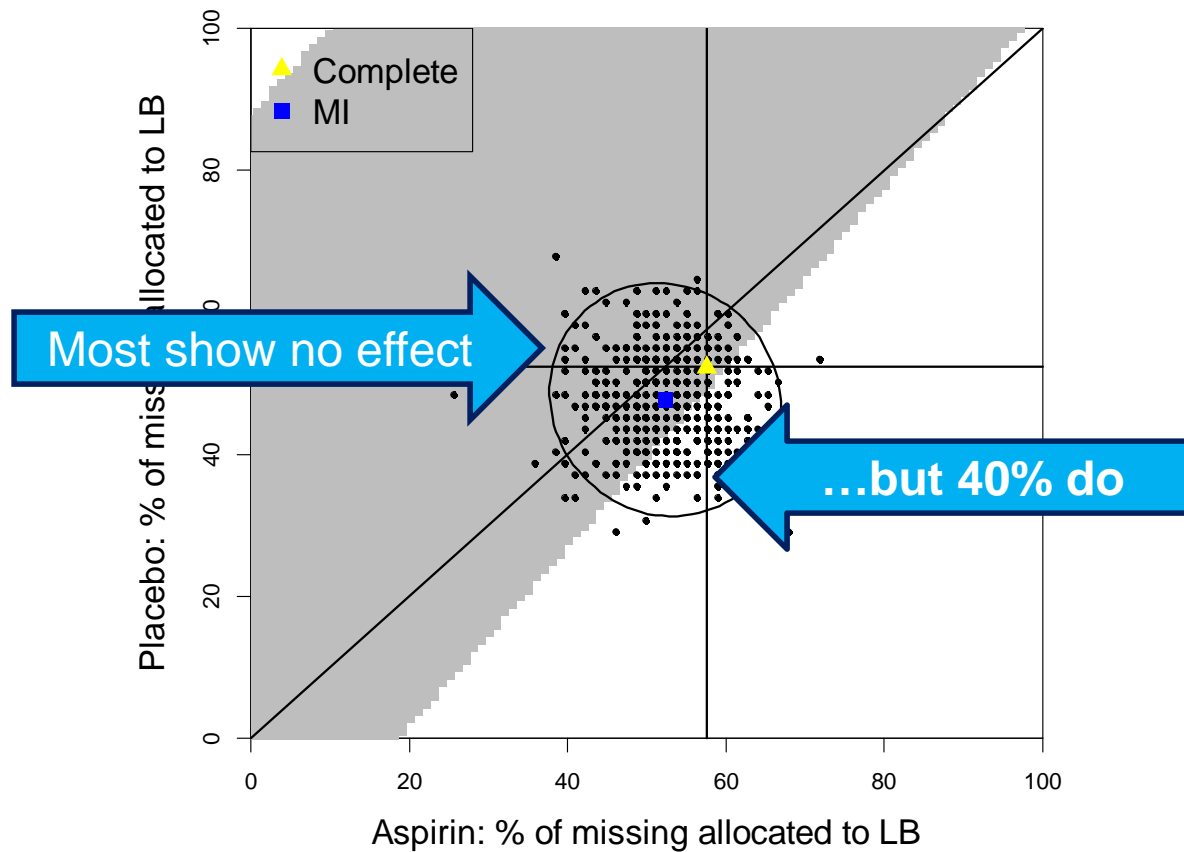 Complete
MI
Placebo: % of miss allocated to LB
100
80
60
40
20
0
Most show no effect
...but 40% do
0 20 40 60 80 100
Aspirin: % of missing allocated to LB